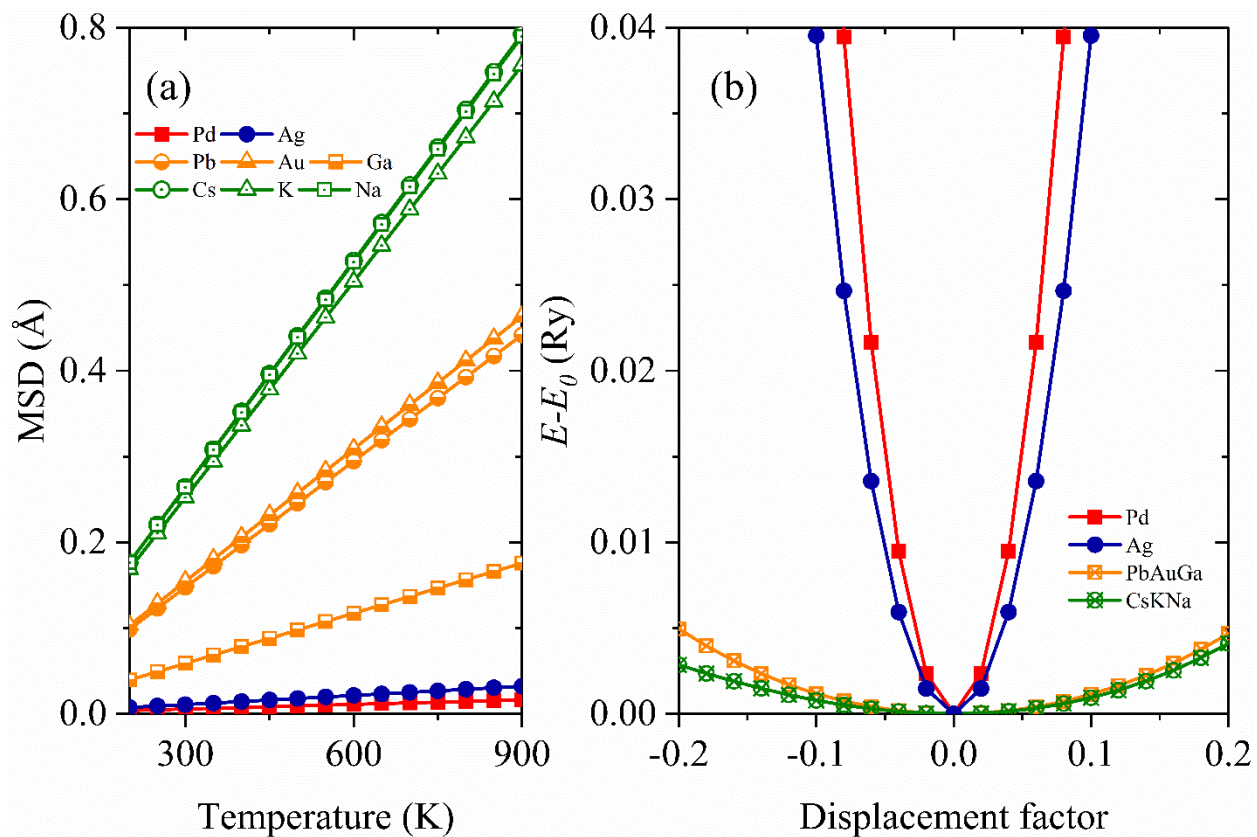 (a)
Pd Ag
Pb Au Ga
Cs K Na
0.8
0.6
0.4
0.2
0.0
MSD (Å)
300 600 900
Temperature (K)
(b)
0.04
0.03
0.02
0.01
0.00
E-E0 (Ry)
Pd
Ag
PbAuGa
CsKNa
-0.2 -0.1 0.0 0.1 0.2
Displacement factor